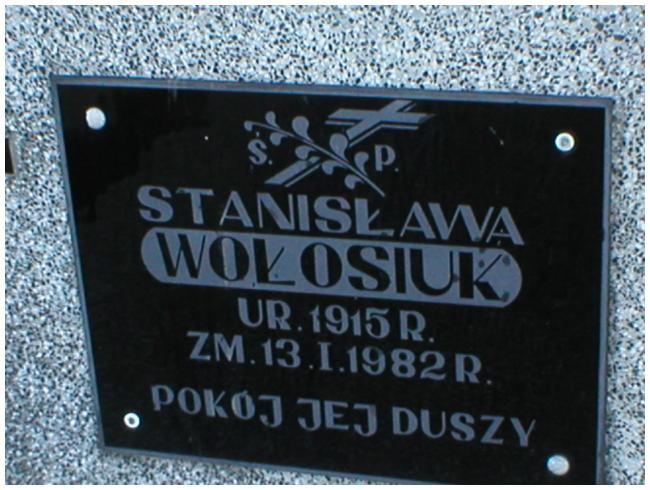 Ś. P.
STANISŁAWA
WOŁOSIUK
UR. 1915 R.
ZM. 13. I. 1982 R.
POKÓJ JEJ DUSZY